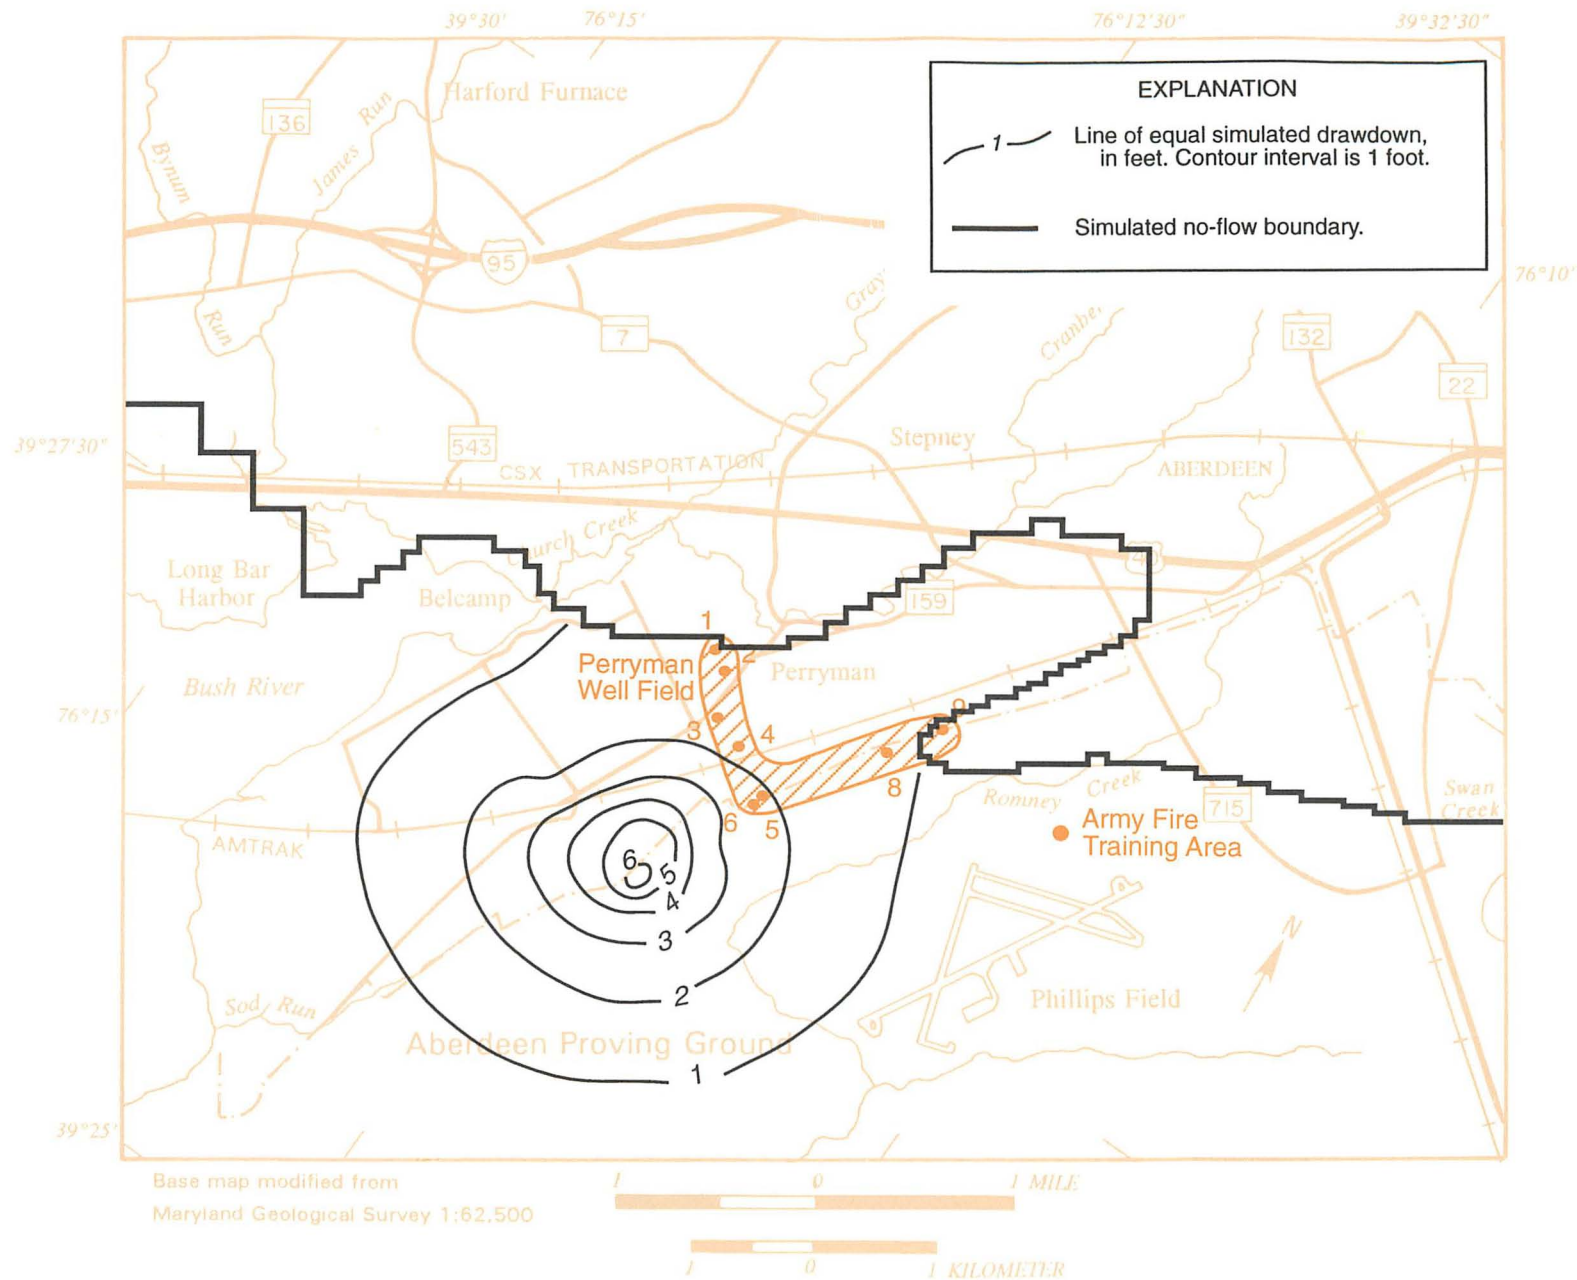 39°30'
76°15'
76°12'30"
39°32'30"
Harford Furnace
136
James Run
Bynum
Run
95
7
Gray
Cranbe
132
22
76°10'
EXPLANATION
1
Line of equal simulated drawdown,
in feet. Contour interval is 1 foot.
Simulated no-flow boundary.
39°27'30"
543
CSX TRANSPORTATION
Stepney
ABERDEEN
Church Creek
40
Long Bar
Harbor
Belcamp
159
1
2
Perryman
Well Field
Perryman
Bush River
76°15'
3
4
9
8
6
5
Romney Creek
715
Swan
Creek
AMTRAK
Army Fire
Training Area
6
5
4
3
2
1
N
Sod Run
Phillips Field
Aberdeen Proving Ground
39°25'
Base map modified from
Maryland Geological Survey 1:62,500
1 0 1 MILE
1 0 1 KILOMETER